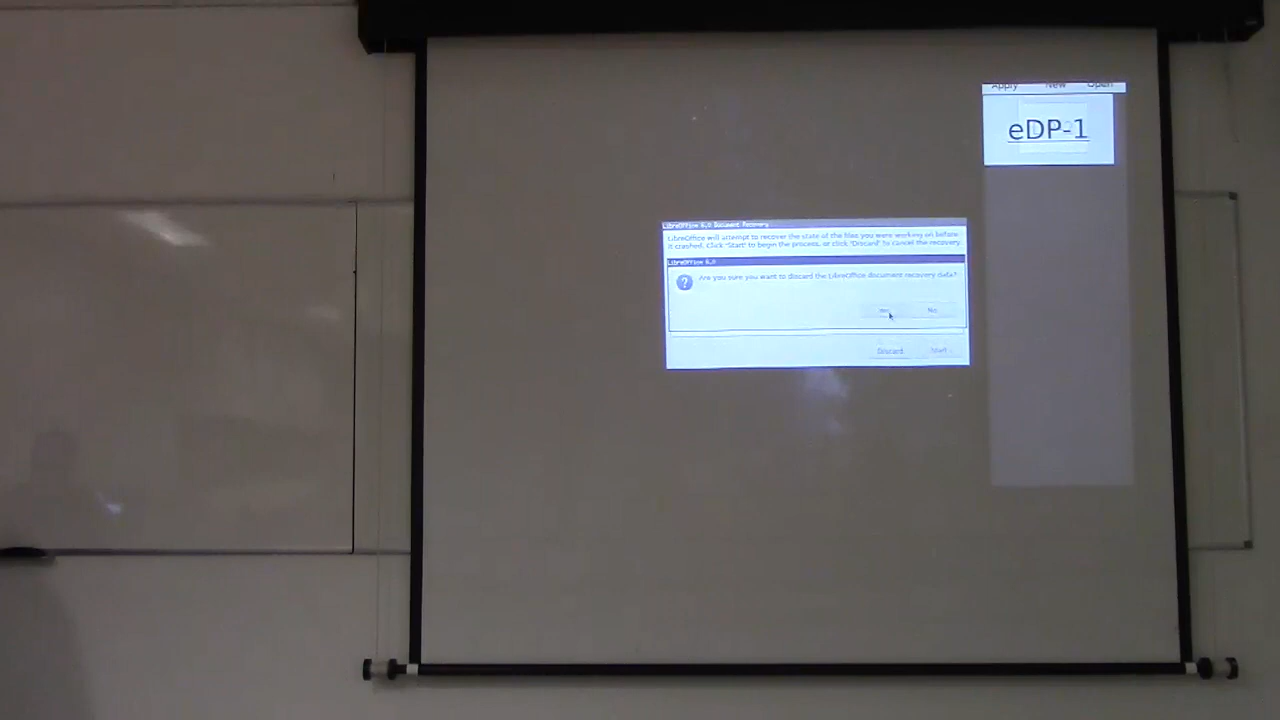 Apply New Open
eDP-1
LibreOffice 6.0 Document Recovery
LibreOffice will attempt to recover the state of the files you were working on before
it crashed. Click 'Start' to begin the process, or click 'Discard' to cancel the recovery.
LibreOffice 6.0
Are you sure you want to discard the LibreOffice document recovery data?
Yes No
Discard Start